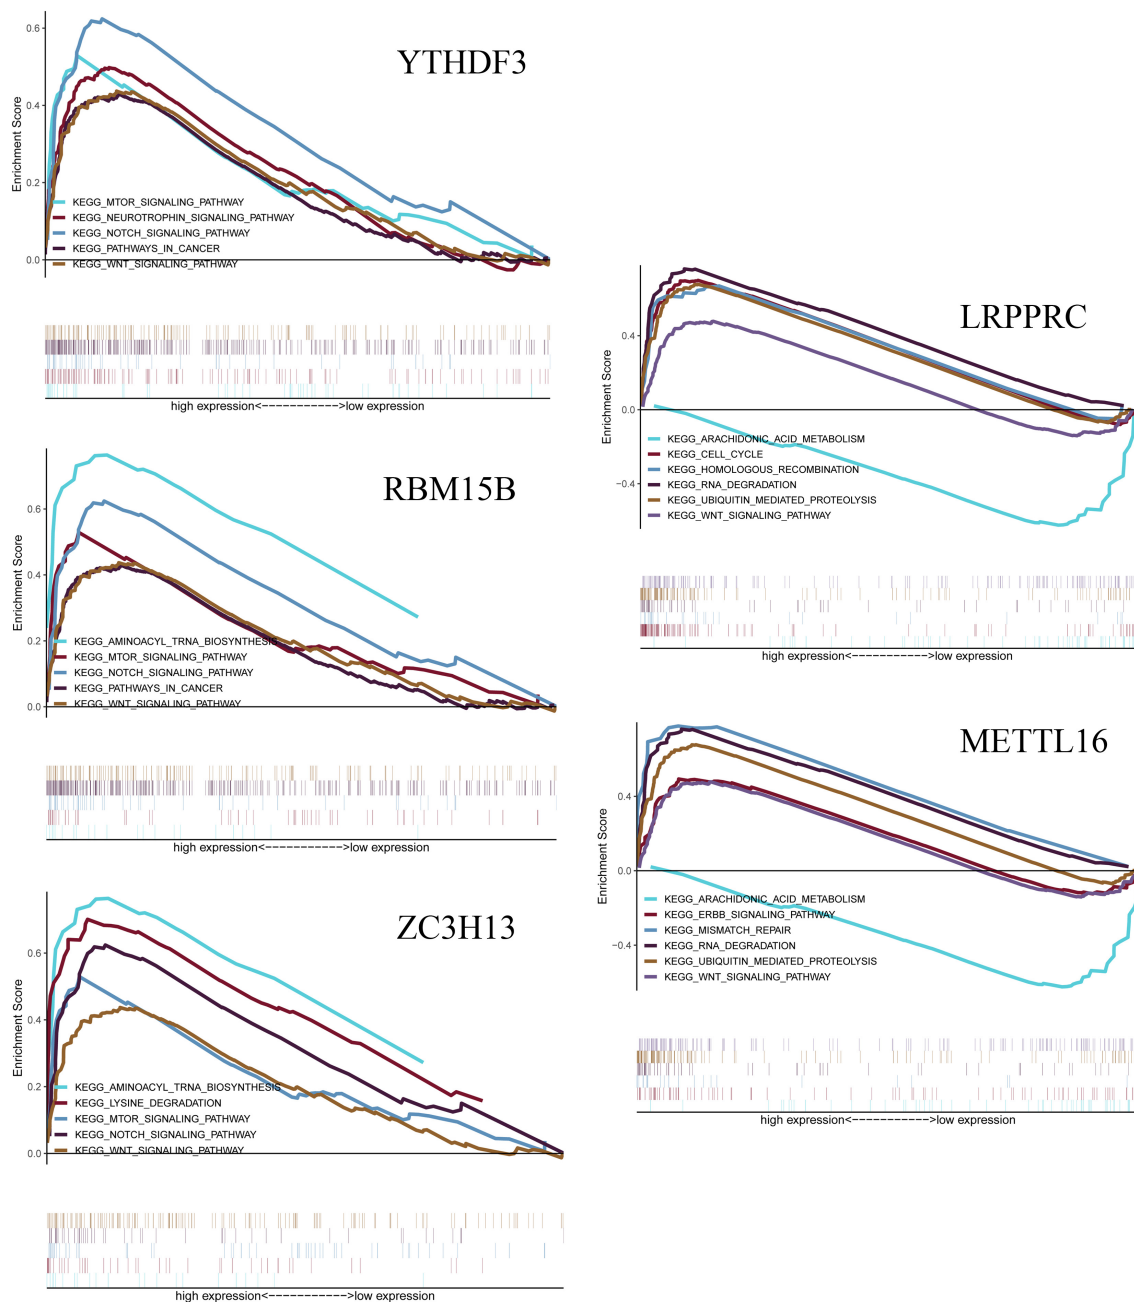 YTHDF3
Enrichment Score
0.6
0.4
0.2
0.0
KEGG_MTOR_SIGNALING_PATHWAY
KEGG_NEUROTROPHIN_SIGNALING_PATHWAY
KEGG_NOTCH_SIGNALING_PATHWAY
KEGG_PATHWAYS_IN_CANCER
KEGG_WNT_SIGNALING_PATHWAY
high expression<----------->low expression
RBM15B
Enrichment Score
0.6
0.4
0.2
0.0
KEGG_AMINOACYL_TRNA_BIOSYNTHESIS
KEGG_MTOR_SIGNALING_PATHWAY
KEGG_NOTCH_SIGNALING_PATHWAY
KEGG_PATHWAYS_IN_CANCER
KEGG_WNT_SIGNALING_PATHWAY
high expression<----------->low expression
ZC3H13
Enrichment Score
0.6
0.4
0.2
0.0
KEGG_AMINOACYL_TRNA_BIOSYNTHESIS
KEGG_LYSINE_DEGRADATION
KEGG_MTOR_SIGNALING_PATHWAY
KEGG_NOTCH_SIGNALING_PATHWAY
KEGG_WNT_SIGNALING_PATHWAY
high expression<----------->low expression
LRPPRC
Enrichment Score
0.4
0.0
−0.4
KEGG_ARACHIDONIC_ACID_METABOLISM
KEGG_CELL_CYCLE
KEGG_HOMOLOGOUS_RECOMBINATION
KEGG_RNA_DEGRADATION
KEGG_UBIQUITIN_MEDIATED_PROTEOLYSIS
KEGG_WNT_SIGNALING_PATHWAY
high expression<----------->low expression
METTL16
Enrichment Score
0.4
0.0
−0.4
KEGG_ARACHIDONIC_ACID_METABOLISM
KEGG_ERBB_SIGNALING_PATHWAY
KEGG_MISMATCH_REPAIR
KEGG_RNA_DEGRADATION
KEGG_UBIQUITIN_MEDIATED_PROTEOLYSIS
KEGG_WNT_SIGNALING_PATHWAY
high expression<----------->low expression